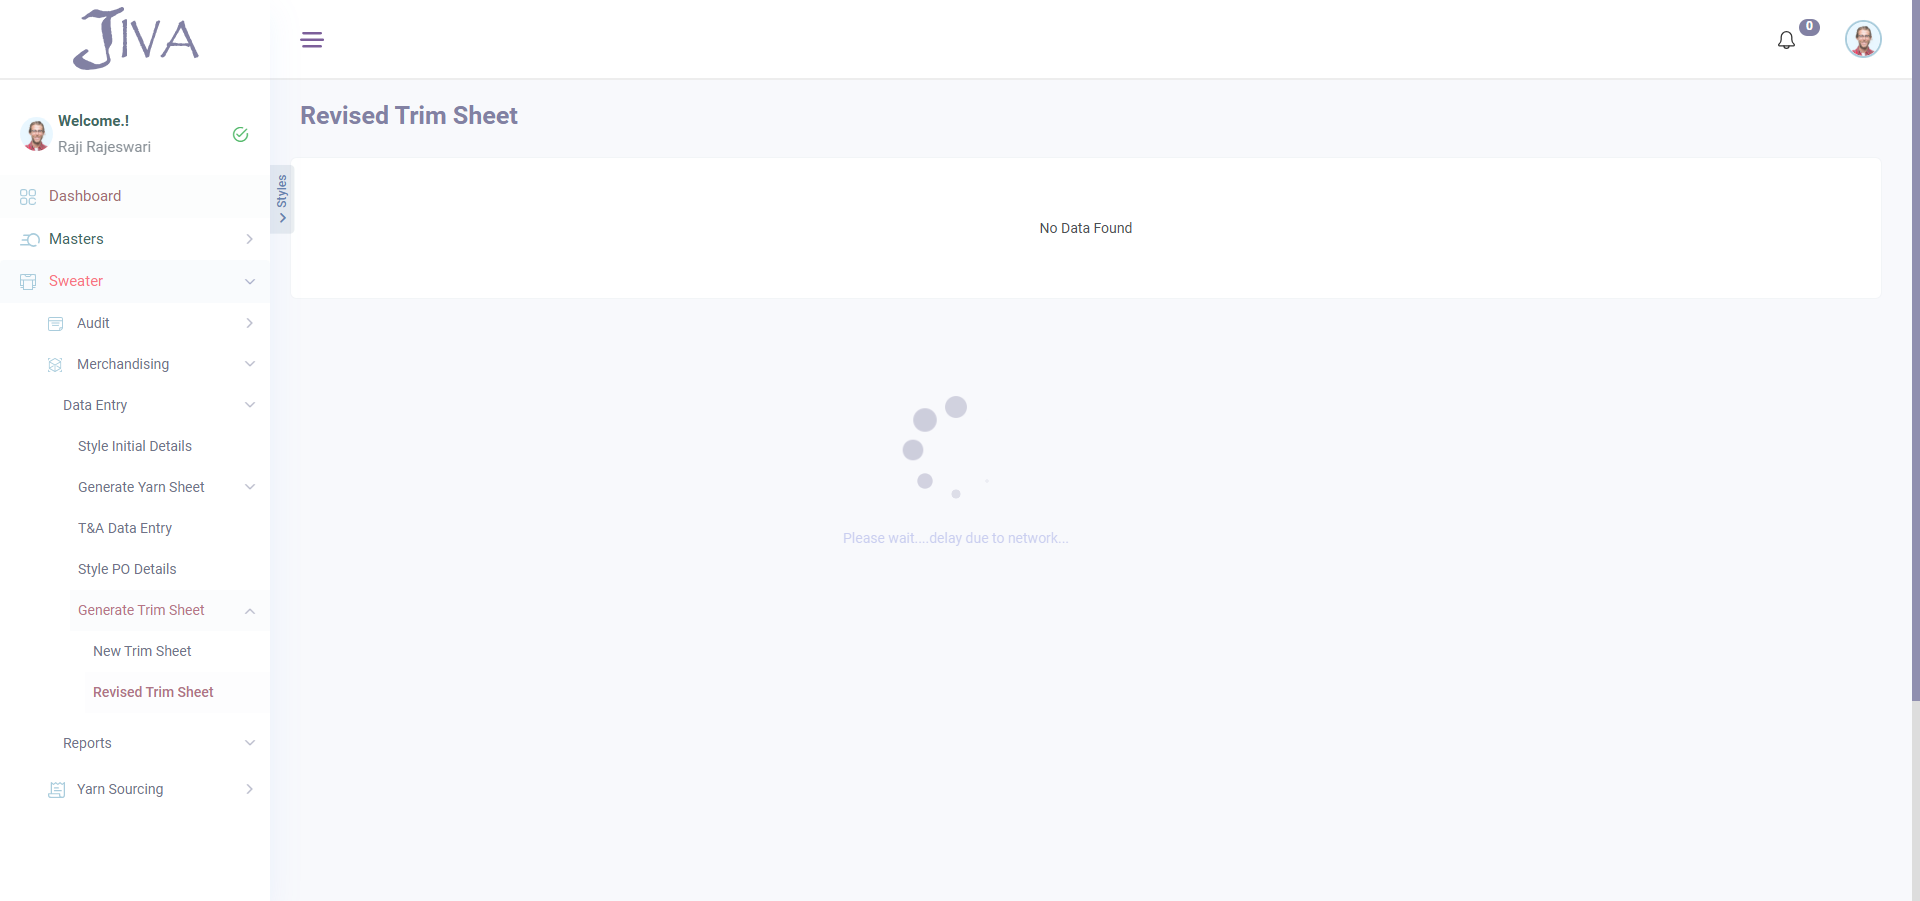 JIVA
0
Welcome.!
Raji Rajeswari
Dashboard
Masters
Sweater
Audit
Merchandising
Data Entry
Style Initial Details
Generate Yarn Sheet
T&A Data Entry
Style PO Details
Generate Trim Sheet
New Trim Sheet
Revised Trim Sheet
Reports
Yarn Sourcing
Styles
Revised Trim Sheet
No Data Found
Please wait....delay due to network...